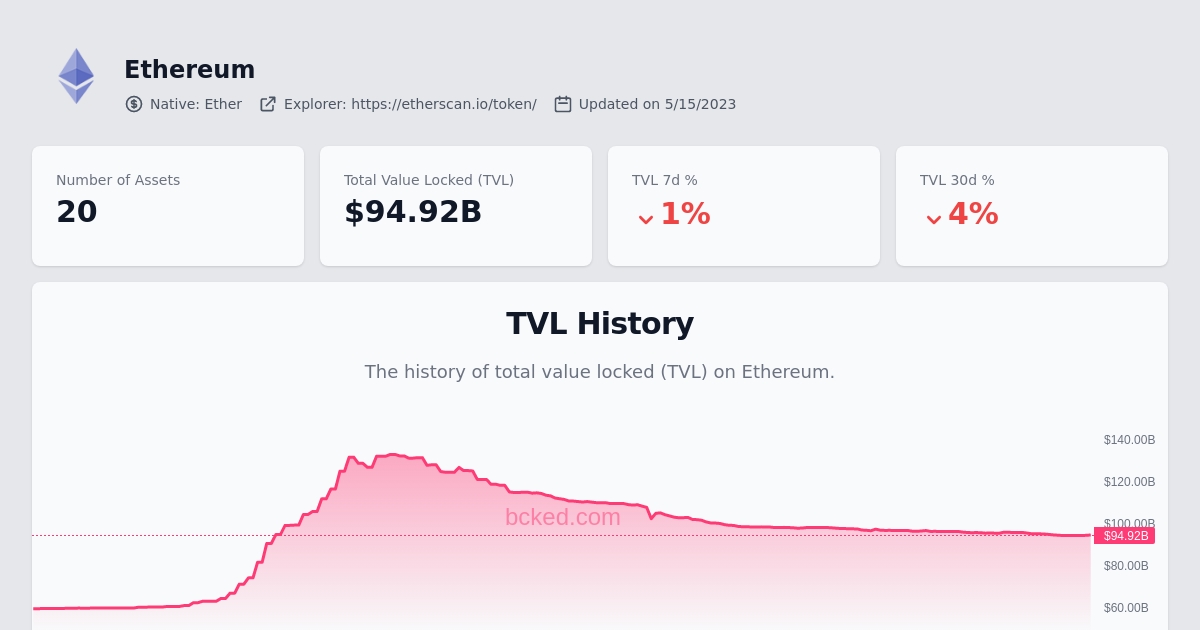 Ethereum
Native: Ether Explorer: https://etherscan.io/token/ Updated on 5/15/2023
Number of Assets
20
Total Value Locked (TVL)
$94.92B
TVL 7d %
1%
TVL 30d %
4%
TVL History
The history of total value locked (TVL) on Ethereum.
$140.00B
$120.00B
$100.00B
$94.92B
$80.00B
$60.00B
bcked.com